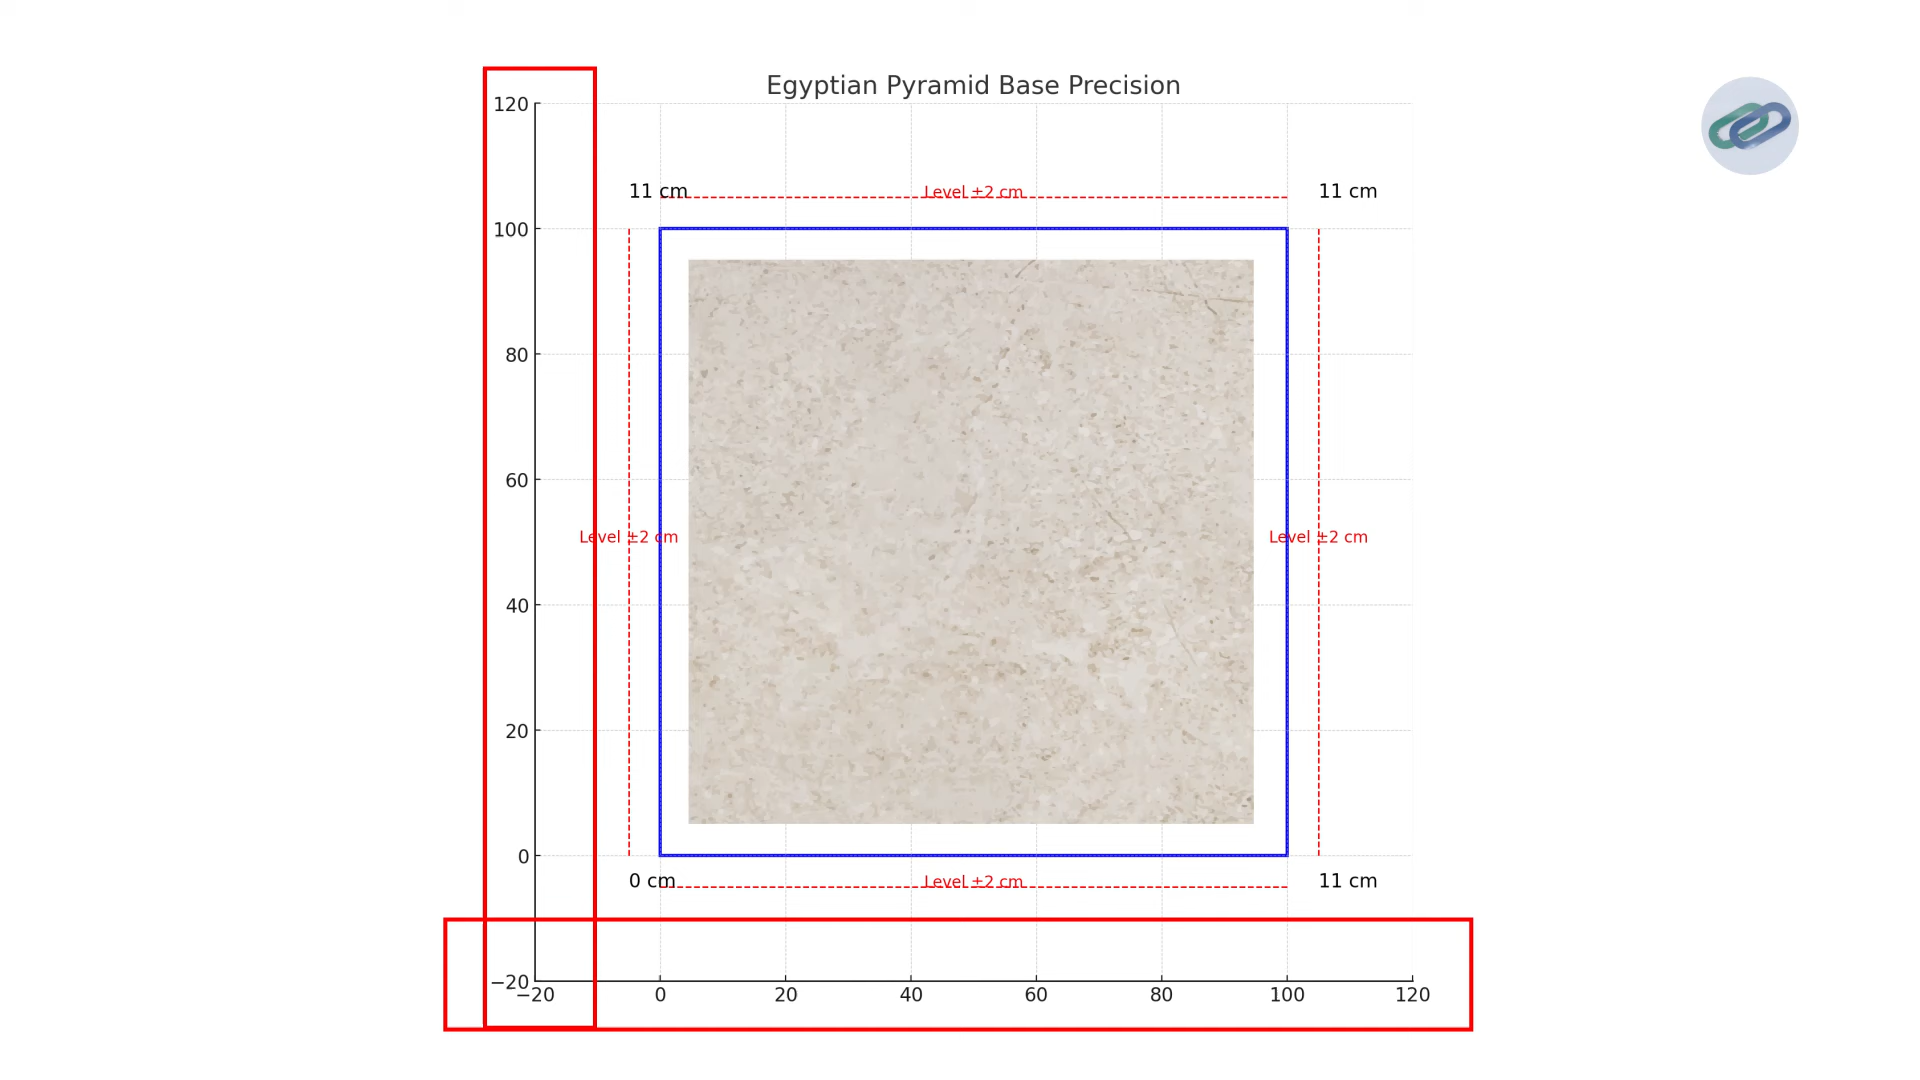 Egyptian Pyramid Base Precision
120
11 cm
Level ±2 cm
11 cm
100
80
60
Level ±2 cm
Level ±2 cm
40
20
0
0 cm
Level ±2 cm
11 cm
−20
−20 0 20 40 60 80 100 120